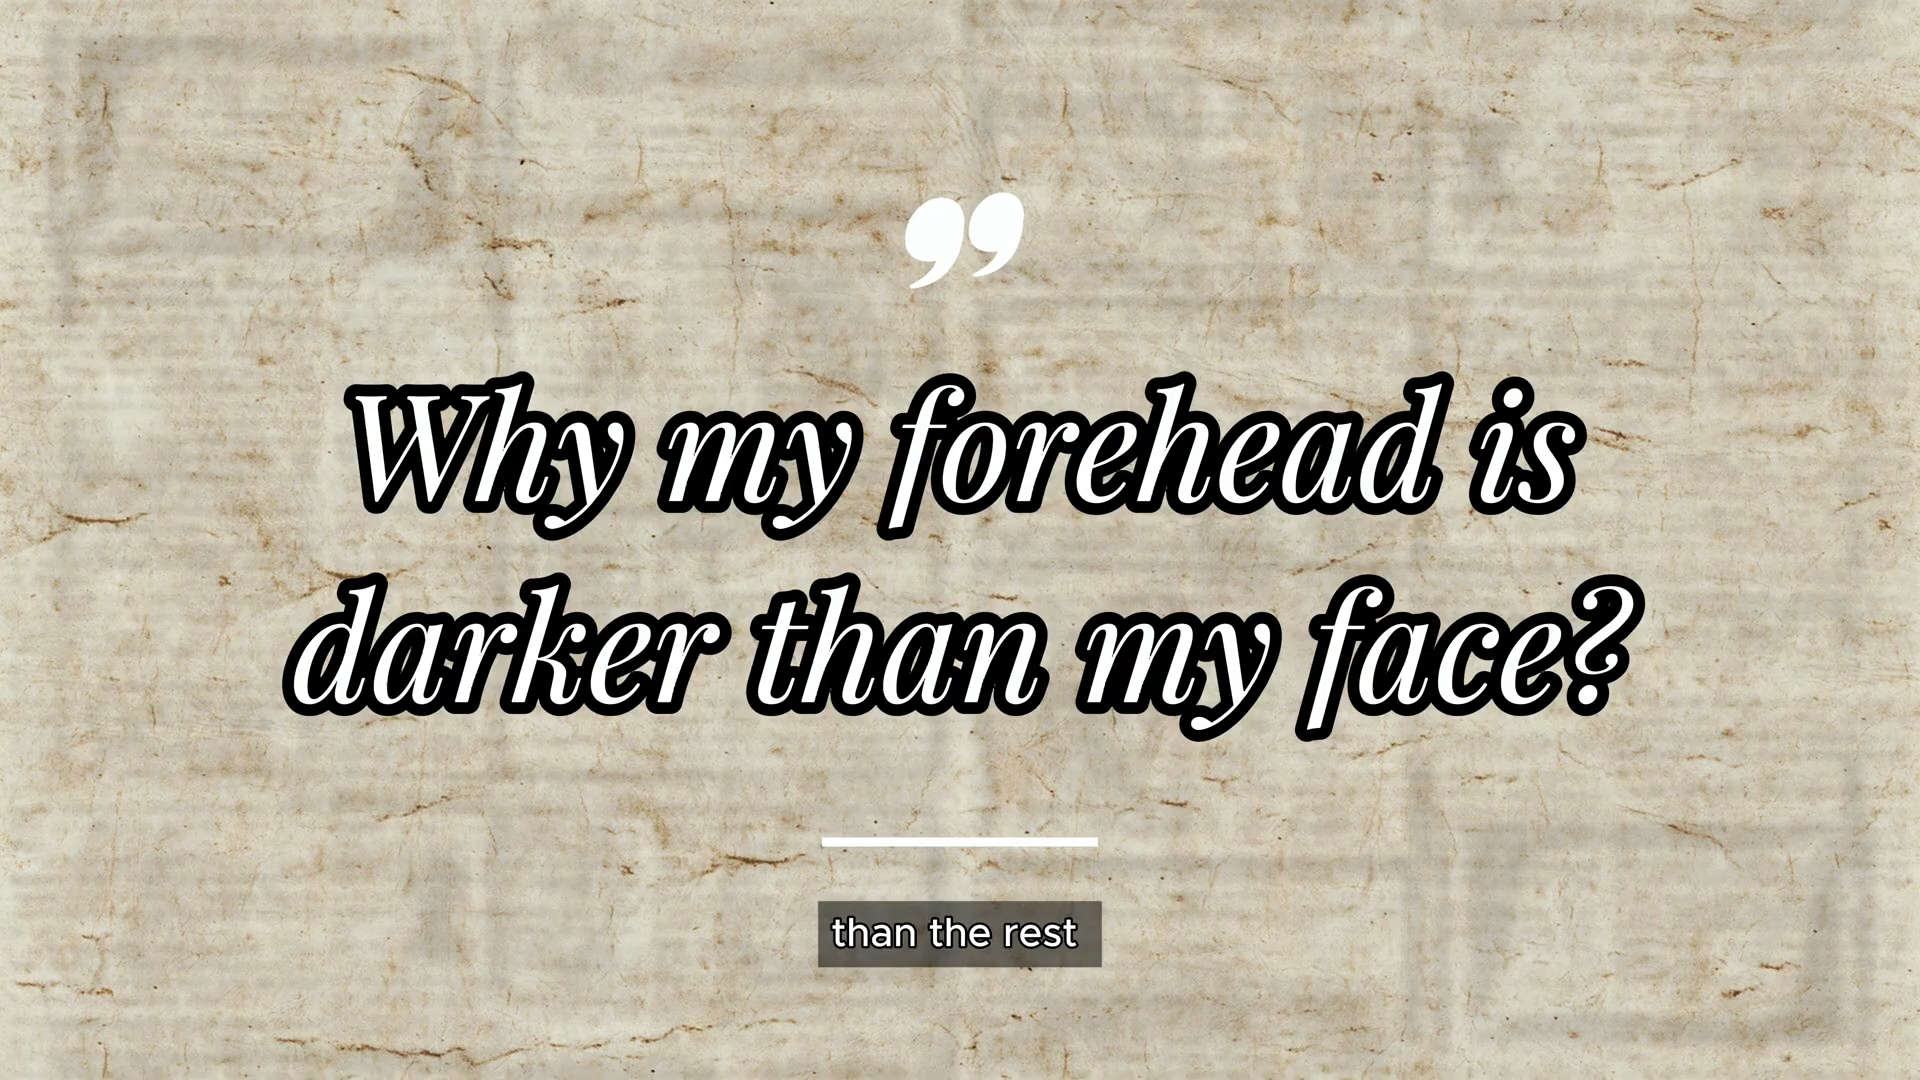 ”
Why my forehead is
darker than my face?
than the rest